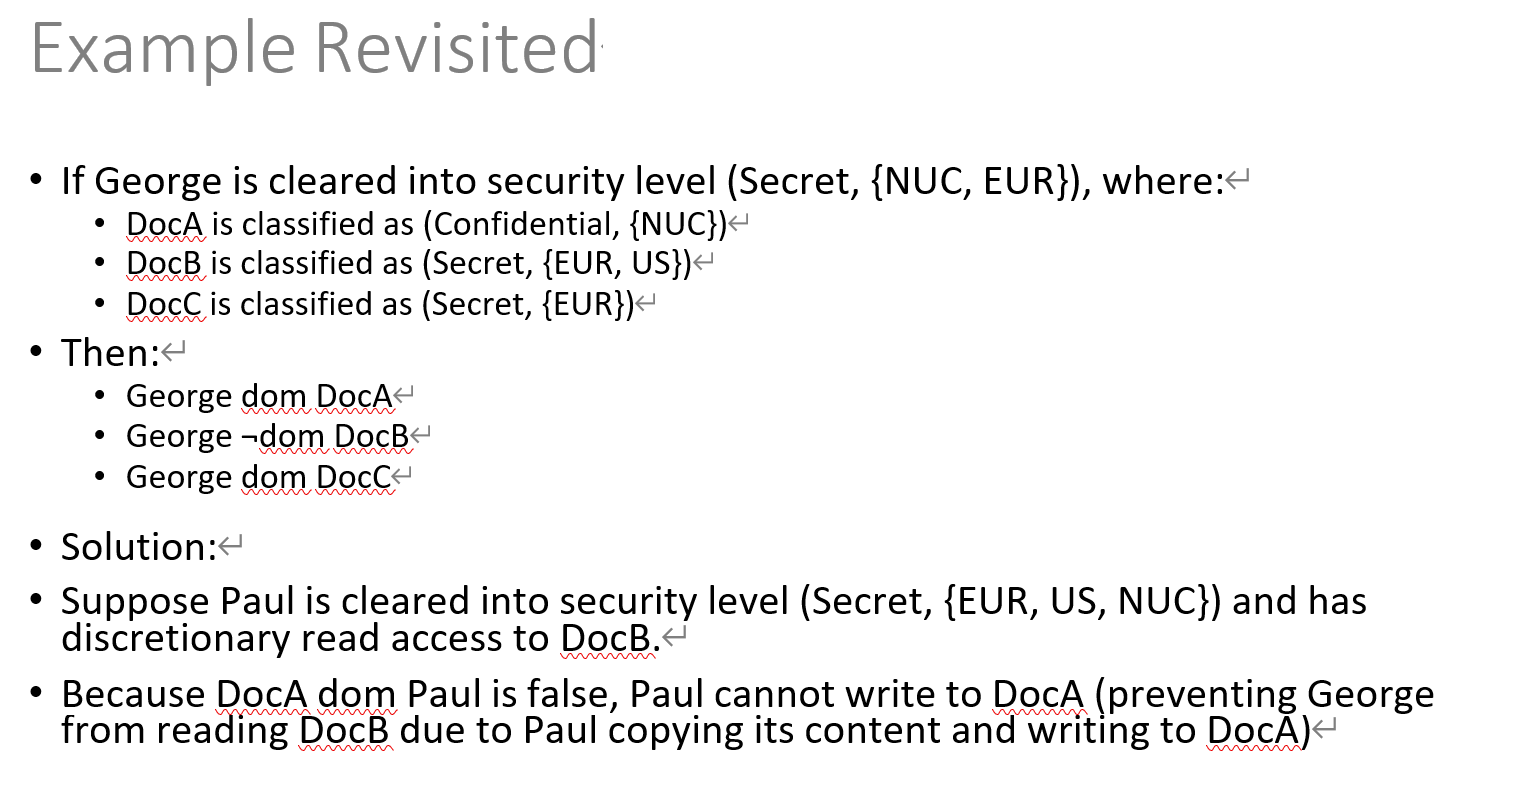 Example Revisited
• If George is cleared into security level (Secret, {NUC, EUR}), where:↵
• DocA is classified as (Confidential, {NUC})↵
• DocB is classified as (Secret, {EUR, US})↵
• DocC is classified as (Secret, {EUR})↵
• Then:↵
• George dom DocA↵
• George ¬dom DocB↵
• George dom DocC↵
• Solution:↵
• Suppose Paul is cleared into security level (Secret, {EUR, US, NUC}) and has
discretionary read access to DocB.↵
• Because DocA dom Paul is false, Paul cannot write to DocA (preventing George
from reading DocB due to Paul copying its content and writing to DocA)↵